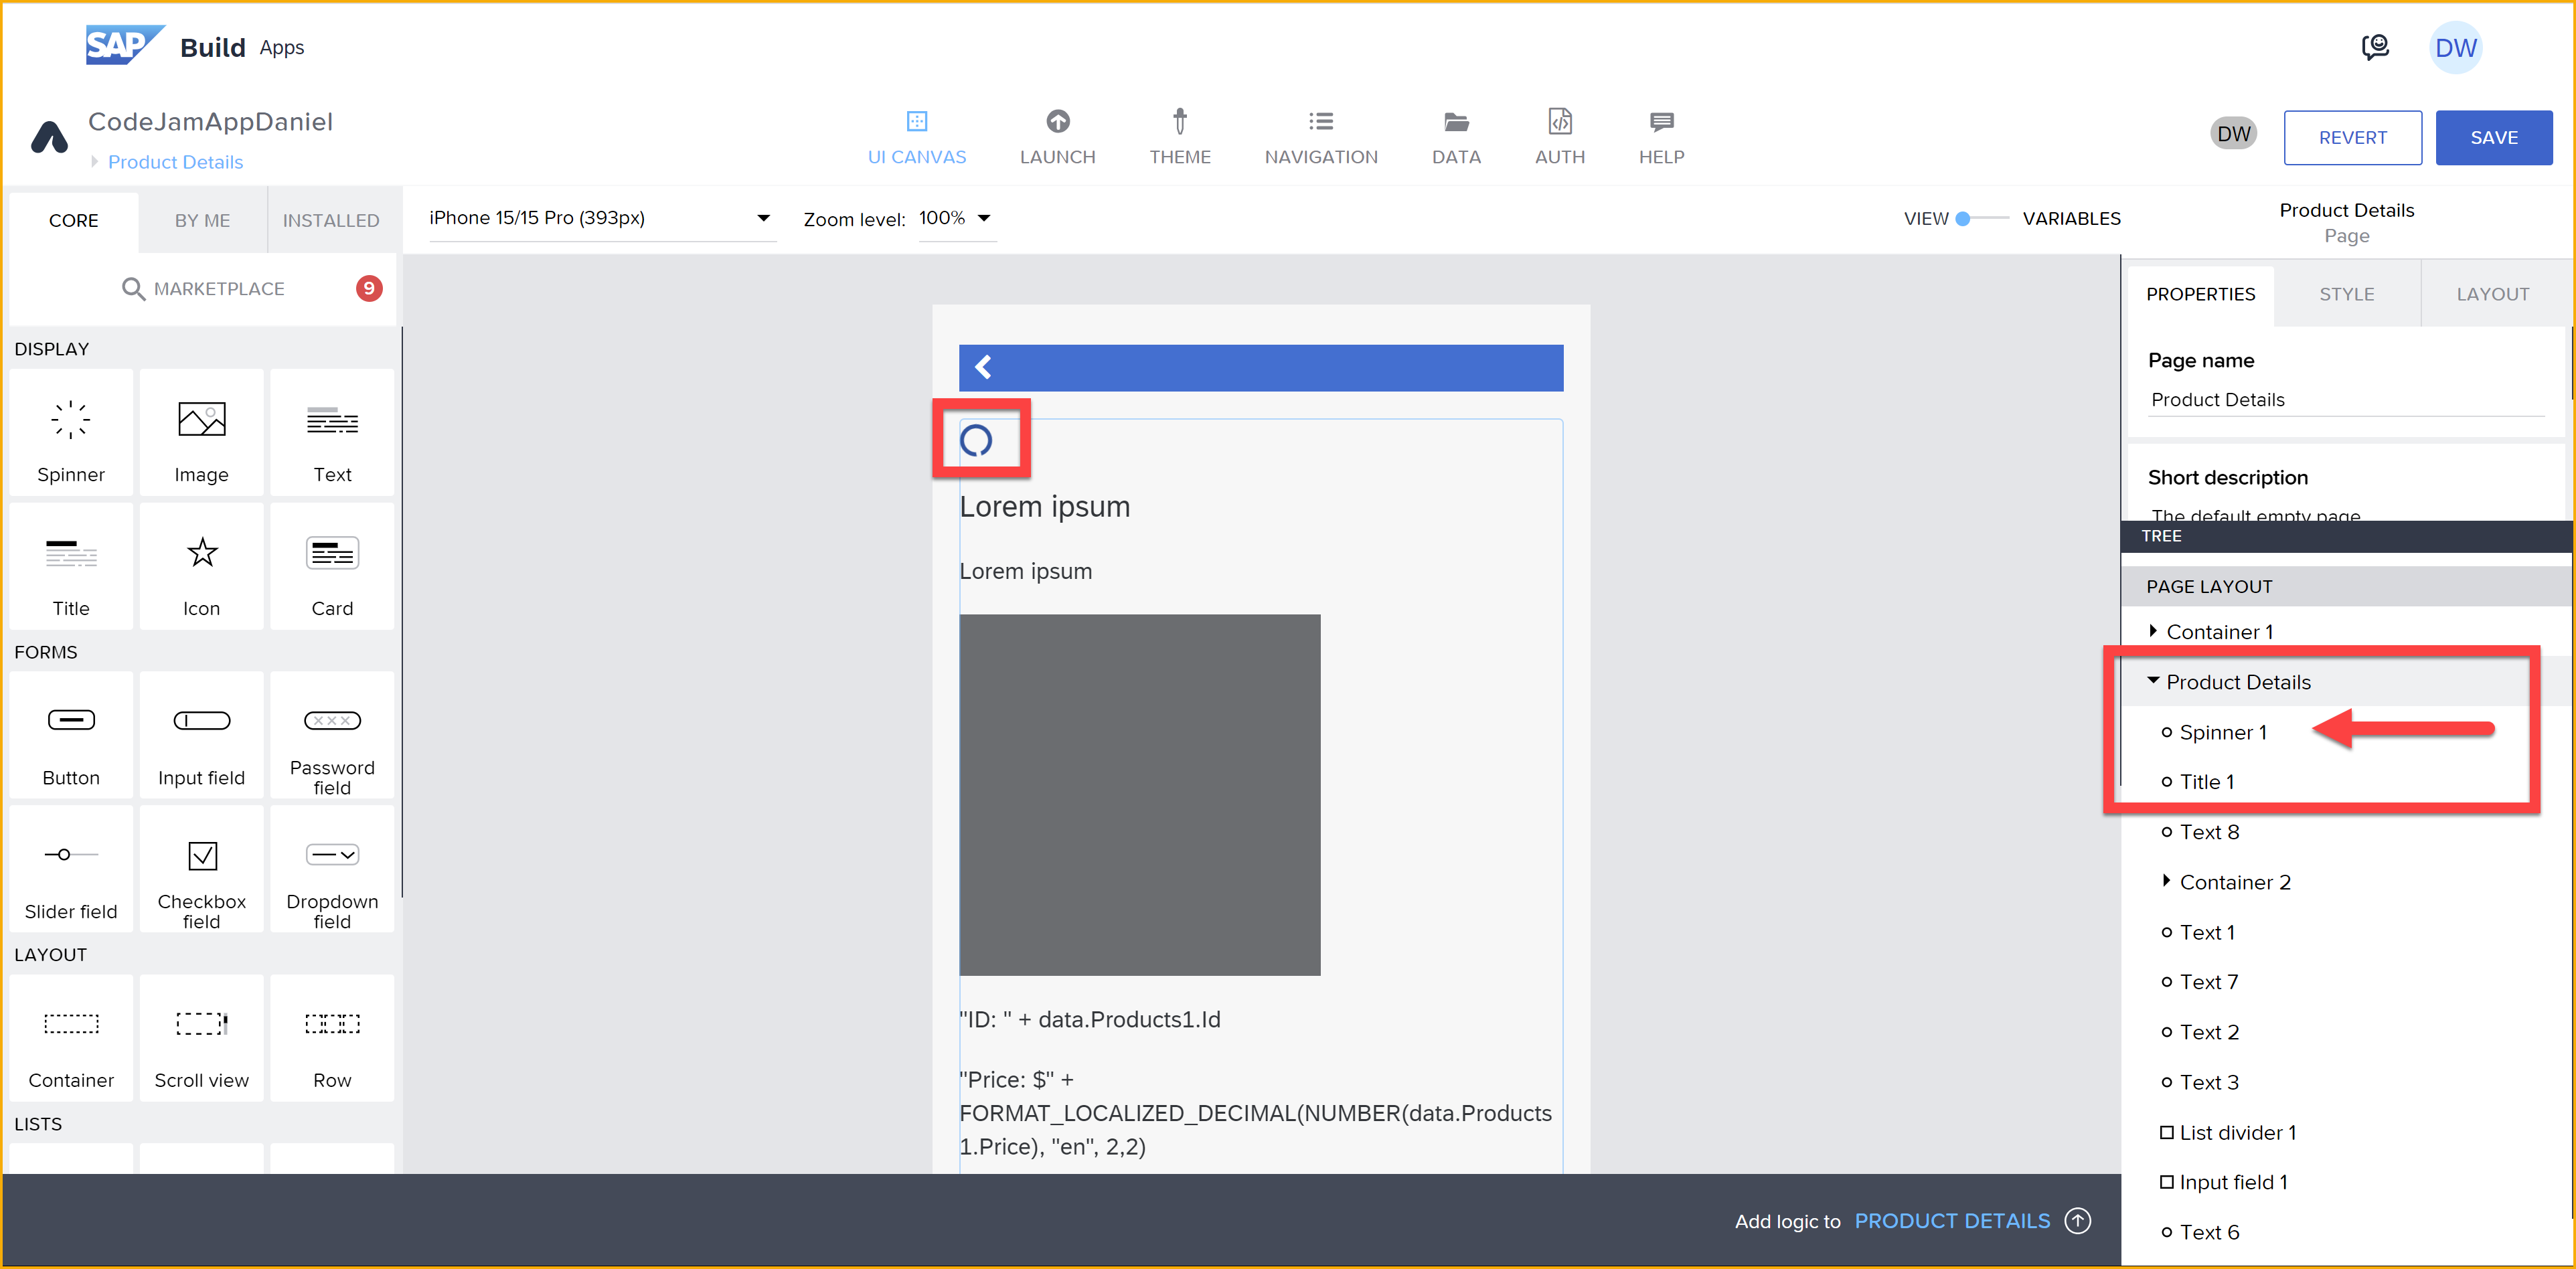 SAP Build Apps
DW
CodeJamAppDaniel
Product Details
UI CANVAS
LAUNCH
THEME
NAVIGATION
DATA
AUTH
HELP
DW
REVERT
SAVE
CORE
BY ME
INSTALLED
MARKETPLACE
9
DISPLAY
Spinner
Image
Text
Title
Icon
Card
FORMS
Button
Input field
Password
field
Slider field
Checkbox
field
Dropdown
field
LAYOUT
Container
Scroll view
Row
LISTS
iPhone 15/15 Pro (393px)
Zoom level: 100%
VIEW
VARIABLES
Lorem ipsum
Lorem ipsum
"ID: " + data.Products1.Id
"Price: $" +
FORMAT_LOCALIZED_DECIMAL(NUMBER(data.Products
1.Price), "en", 2,2)
Add logic to PRODUCT DETAILS
Product Details
Page
PROPERTIES
STYLE
LAYOUT
Page name
Product Details
Short description
The default empty page
TREE
PAGE LAYOUT
Container 1
Product Details
Spinner 1
Title 1
Text 8
Container 2
Text 1
Text 7
Text 2
Text 3
List divider 1
Input field 1
Text 6